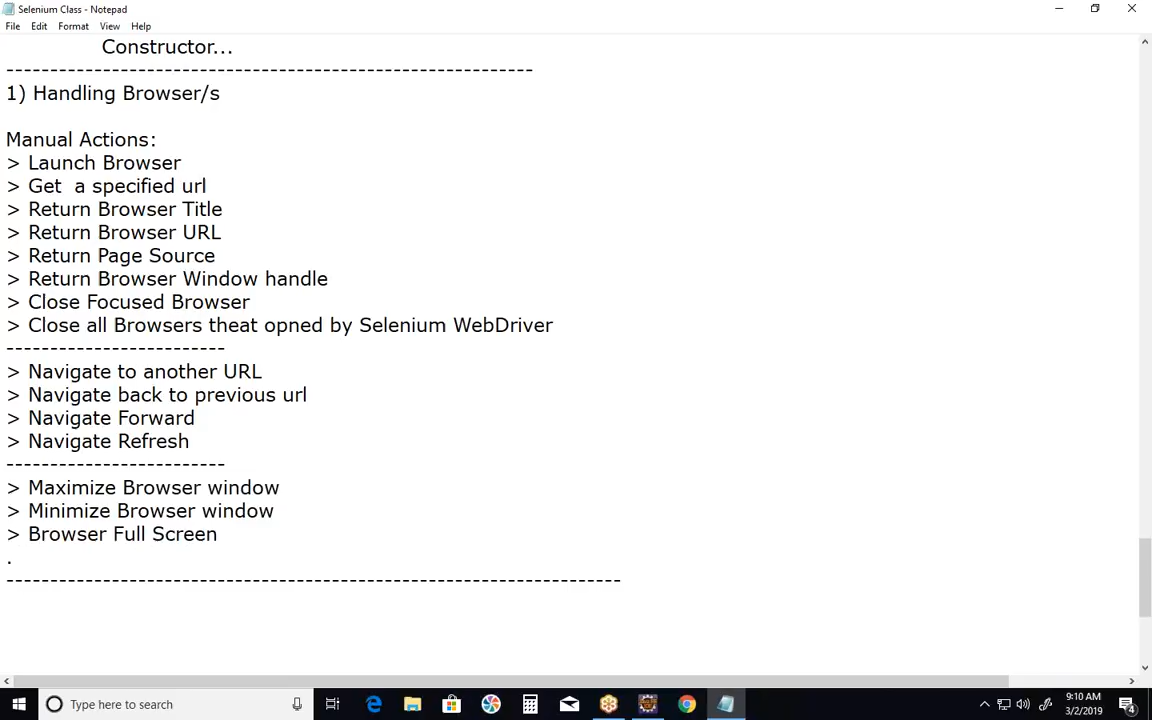 Selenium Class - Notepad
File Edit Format View Help
Constructor...
------------------------------------------------------------
1) Handling Browser/s
Manual Actions:
> Launch Browser
> Get  a specified url
> Return Browser Title
> Return Browser URL
> Return Page Source
> Return Browser Window handle
> Close Focused Browser
> Close all Browsers theat opned by Selenium WebDriver
-------------------------
> Navigate to another URL
> Navigate back to previous url
> Navigate Forward
> Navigate Refresh
-------------------------
> Maximize Browser window
> Minimize Browser window
> Browser Full Screen
.
----------------------------------------------------------------------
Type here to search
9:10 AM
3/2/2019
4